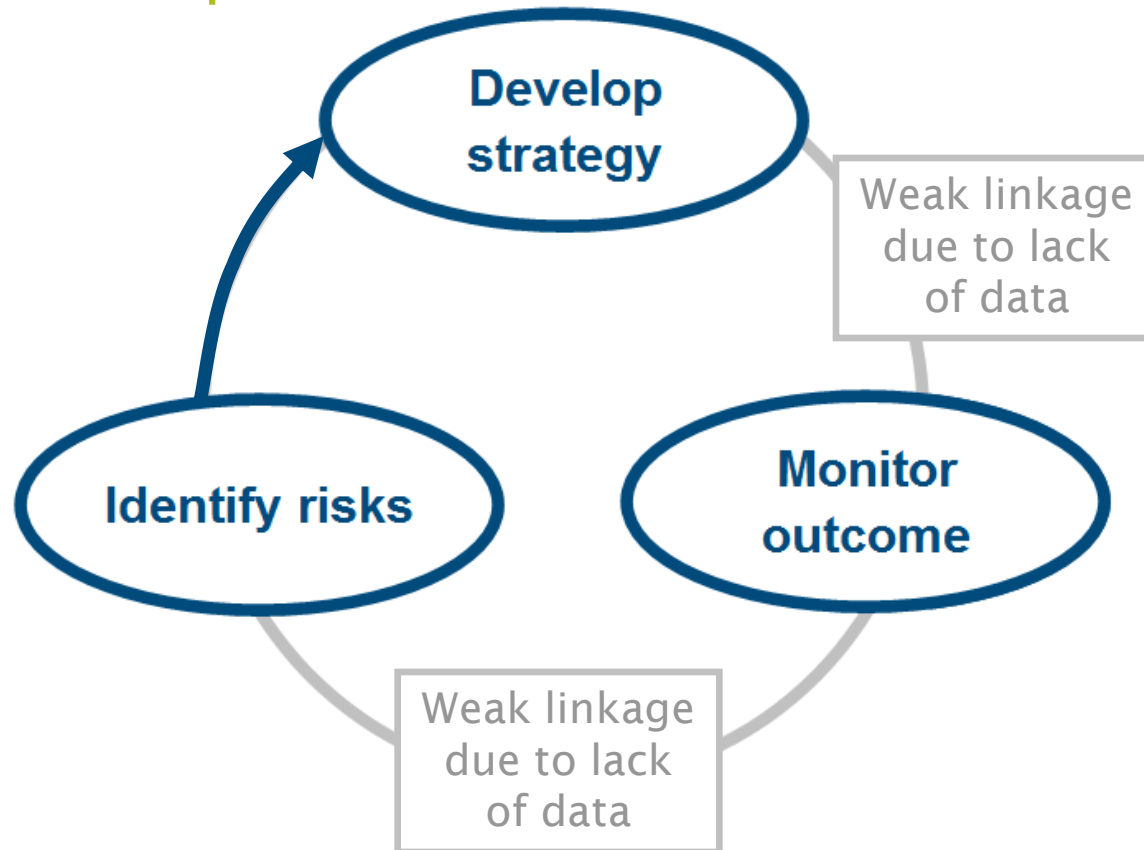 Develop
strategy
Weak linkage
due to lack
of data
Identify risks
Monitor
outcome
Weak linkage
due to lack
of data